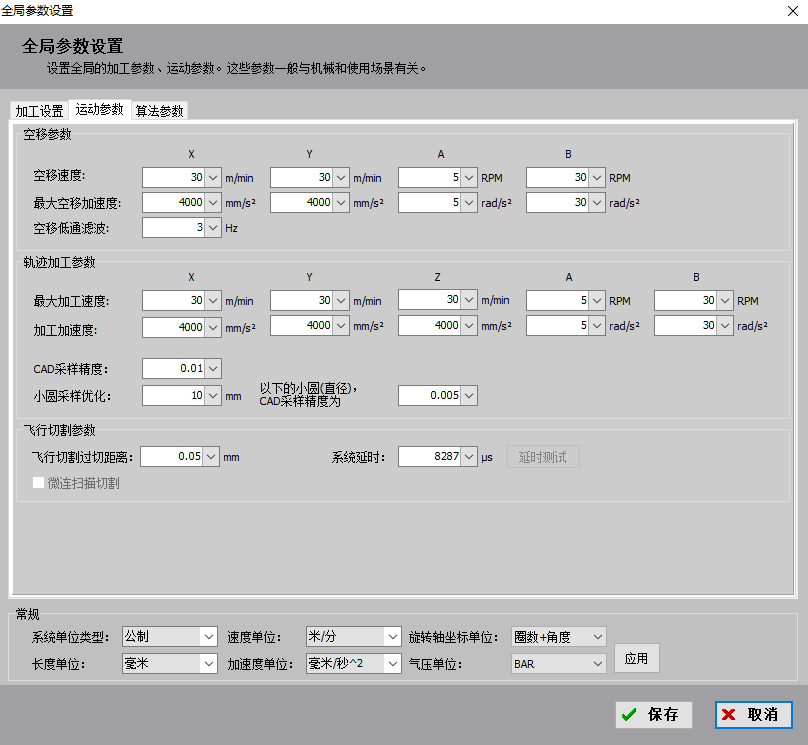 全局参数设置
全局参数设置
设置全局的加工参数、运动参数。这些参数一般与机械和使用场景有关。
加工设置 运动参数 算法参数
空移参数
X Y A B
空移速度: 30 m/min 30 m/min 5 RPM 30 RPM
最大空移加速度: 4000 mm/s² 4000 mm/s² 5 rad/s² 30 rad/s²
空移低通滤波: 3 Hz
轨迹加工参数
X Y Z A B
最大加工速度: 30 m/min 30 m/min 30 m/min 5 RPM 30 RPM
加工加速度: 4000 mm/s² 4000 mm/s² 4000 mm/s² 5 rad/s² 30 rad/s²
CAD采样精度: 0.01
小圆采样优化: 10 mm 以下的小圆(直径), 0.005
CAD采样精度为
飞行切割参数
飞行切割过切距离: 0.05 mm 系统延时: 8287 μs 延时测试
微连扫描切割
常规
系统单位类型: 公制 速度单位: 米/分 旋转轴坐标单位: 圈数+角度
长度单位: 毫米 加速度单位: 毫米/秒^2 气压单位: BAR 应用
保存 取消